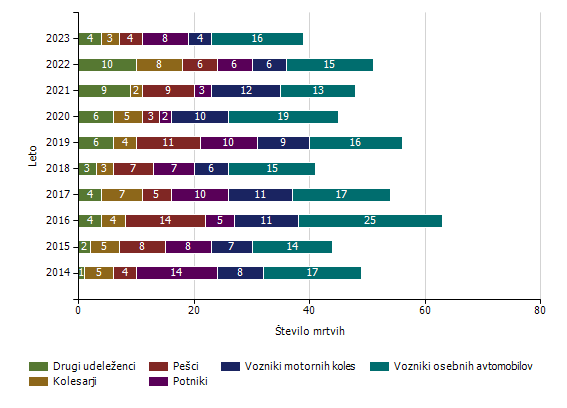 2023 4 3 4 8 4 16
2022 10 8 6 6 6 15
2021 9 2 9 3 12 13
2020 6 5 3 2 10 19
2019 6 4 11 10 9 16
2018 3 3 7 7 6 15
2017 4 7 5 10 11 17
2016 4 4 14 5 11 25
2015 2 5 8 8 7 14
2014 1 5 4 14 8 17
Leto
0 20 40 60 80
Število mrtvih
Drugi udeleženci Pešci Vozniki motornih koles Vozniki osebnih avtomobilov
Kolesarji Potniki